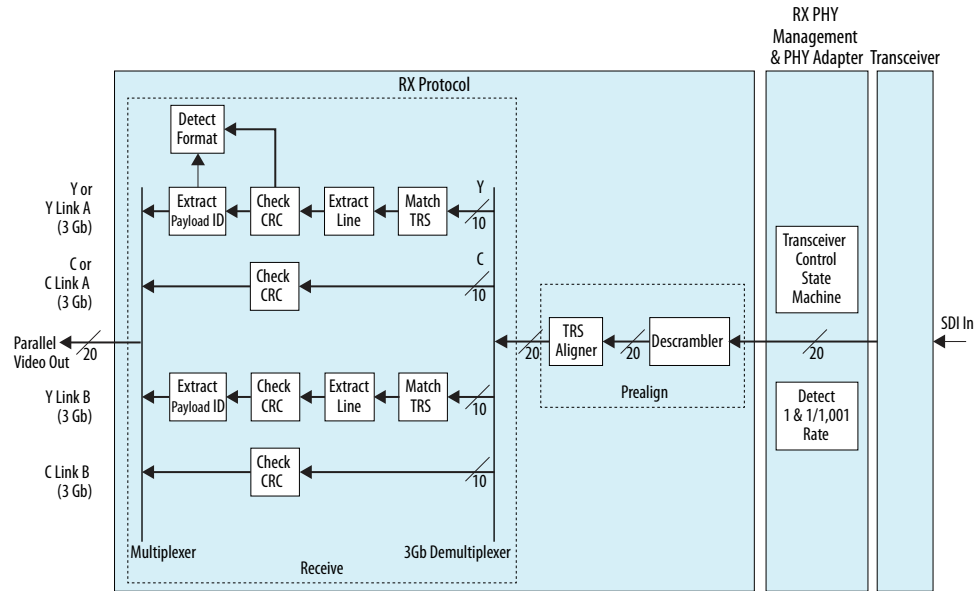 RX PHY
Management
& PHY Adapter
Transceiver
RX Protocol
Detect
Format
Y or
Y Link A
(3 Gb)
Extract
Payload ID
Check
CRC
Extract
Line
Match
TRS
Y
10
C or
C Link A
(3 Gb)
Check
CRC
C
10
Transceiver
Control
State
Machine
Parallel
Video Out
20
20
TRS
Aligner
20
Descrambler
20
SDI In
Prealign
Y Link B
(3 Gb)
Extract
Payload ID
Check
CRC
Extract
Line
Match
TRS
10
Detect
1 & 1/1,001
Rate
C Link B
(3 Gb)
Check
CRC
10
Multiplexer
3Gb Demultiplexer
Receive